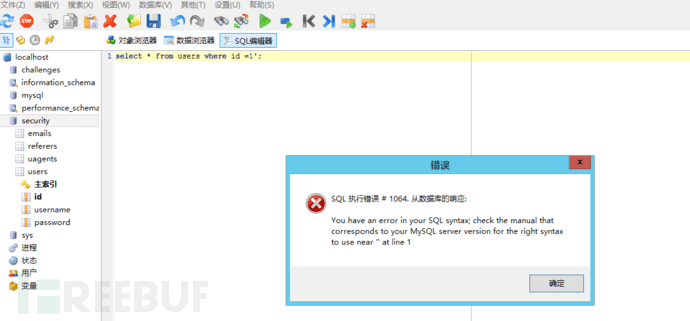 文件(Z) 编辑(Y) 搜索(X) 视图(W) 数据库(V) 其他(T) 设置(U) 帮助(S)
对象浏览器 数据浏览器 SQL编辑器
localhost
challenges
information_schema
mysql
performance_schema
security
emails
referers
uagents
users
主索引
id
username
password
sys
进程
状态
用户
变量
1 select * from users where id =1';
错误
x
SQL 执行错误 # 1064. 从数据库的响应:
You have an error in your SQL syntax; check the manual that
corresponds to your MySQL server version for the right syntax
to use near '' at line 1
确定
FREEBUF